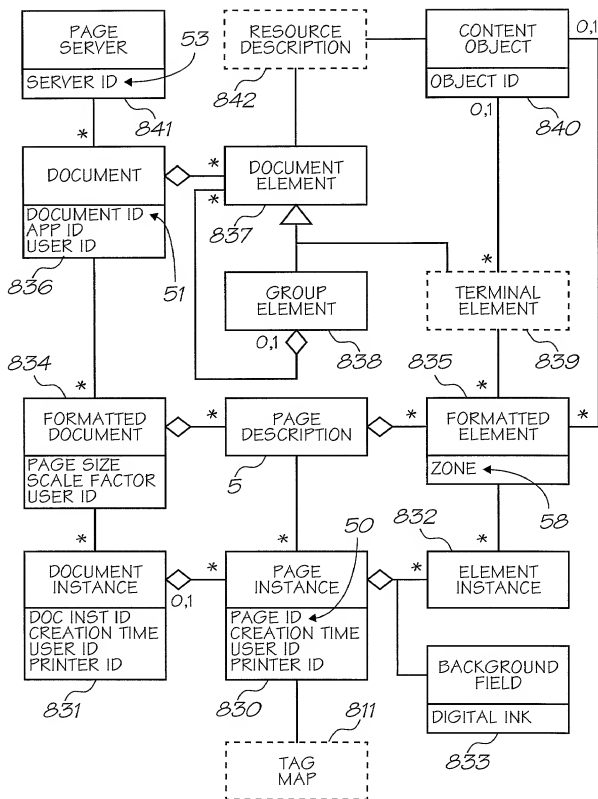 PAGE
SERVER
SERVER ID
53
841
*
RESOURCE
DESCRIPTION
842
CONTENT
OBJECT
OBJECT ID
0,1
840
0,1
DOCUMENT
DOCUMENT ID
APP ID
USER ID
836
51
*
*
DOCUMENT
ELEMENT
837
GROUP
ELEMENT
0,1
838
*
TERMINAL
ELEMENT
839
834
*
FORMATTED
DOCUMENT
PAGE SIZE
SCALE FACTOR
USER ID
*
PAGE
DESCRIPTION
5
835
*
*
FORMATTED
ELEMENT
*
ZONE
58
*
DOCUMENT
INSTANCE
0,1
DOC INST ID
CREATION TIME
USER ID
PRINTER ID
831
50
*
*
PAGE
INSTANCE
PAGE ID
CREATION TIME
USER ID
PRINTER ID
830
832
*
*
ELEMENT
INSTANCE
BACKGROUND
FIELD
DIGITAL INK
833
811
TAG
MAP